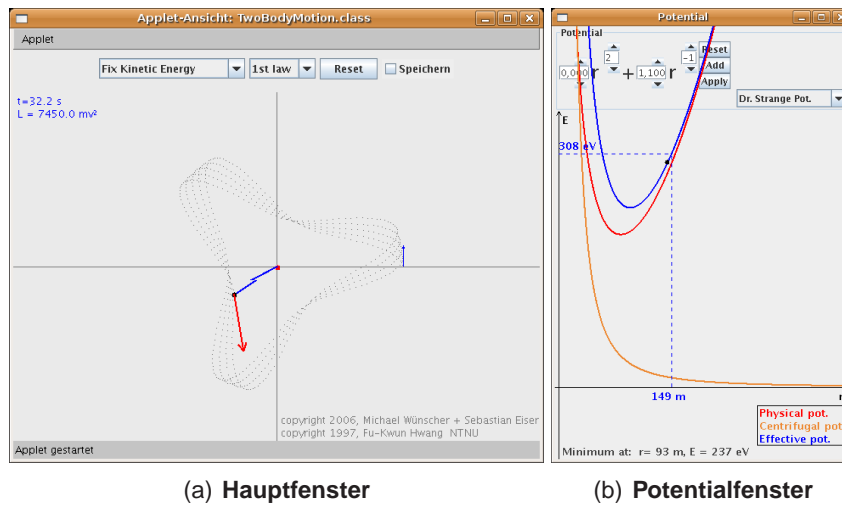 Applet-Ansicht: TwoBodyMotion.class
Applet
Fix Kinetic Energy 1st law Reset Speichern
t=32.2 s
L = 7450.0 mv²
copyright 2006, Michael Wünscher + Sebastian Eiser
copyright 1997, Fu-Kwun Hwang NTNU
Applet gestartet
(a) Hauptfenster
Potential
Potential
0,000 r 2 + 1,100 r -1
Reset
Add
Apply
Dr. Strange Pot.
E
308 eV
149 m
r
Physical pot.
Centrifugal pot
Effective pot.
Minimum at: r= 93 m, E = 237 eV
(b) Potentialfenster